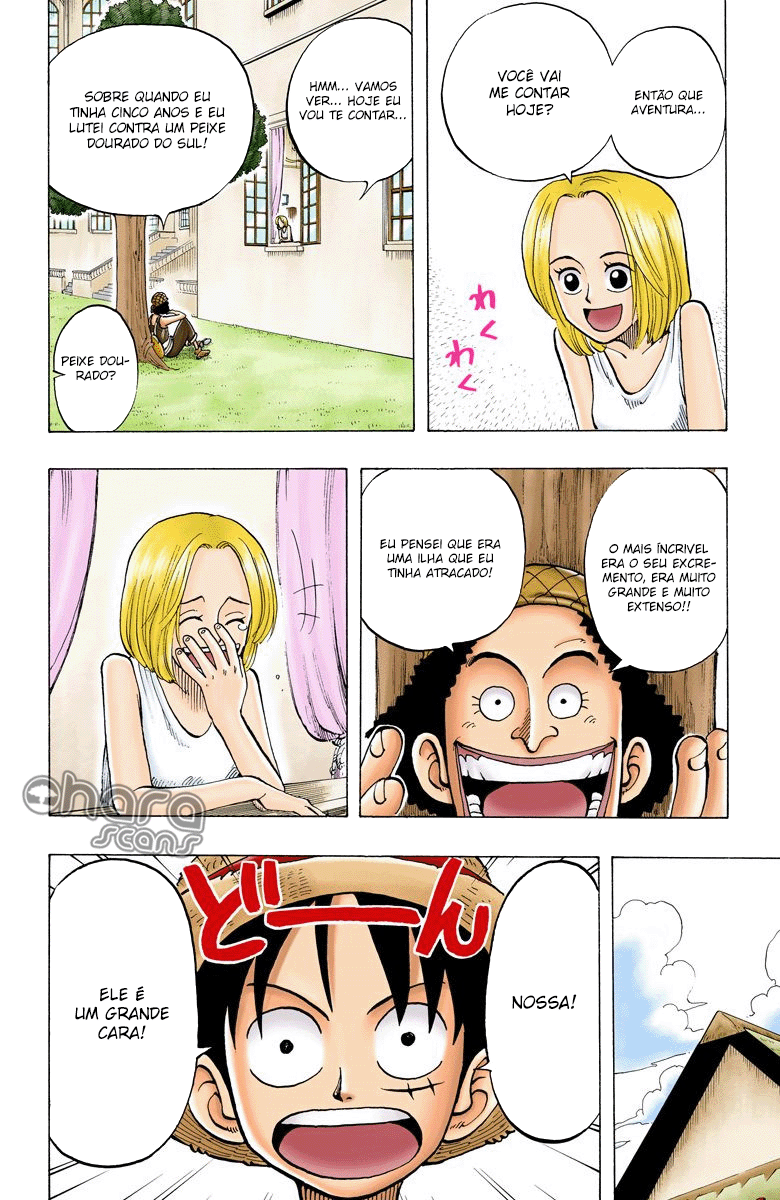 ENTÃO QUE
AVENTURA...
VOCÊ VAI
ME CONTAR
HOJE?
わく
わく
HMM... VAMOS
VER... HOJE EU
VOU TE CONTAR...
SOBRE QUANDO EU
TINHA CINCO ANOS E EU
LUTEI CONTRA UM PEIXE
DOURADO DO SUL!
PEIXE DOU-
RADO?
O MAIS ÍNCRIVEL
ERA O SEU EXCRE-
MENTO, ERA MUITO
GRANDE E MUITO
EXTENSO!!
EU PENSEI QUE ERA
UMA ILHA QUE EU
TINHA ATRACADO!
OHARA
SCANS
どーん
NOSSA!
ELE É
UM GRANDE
CARA!